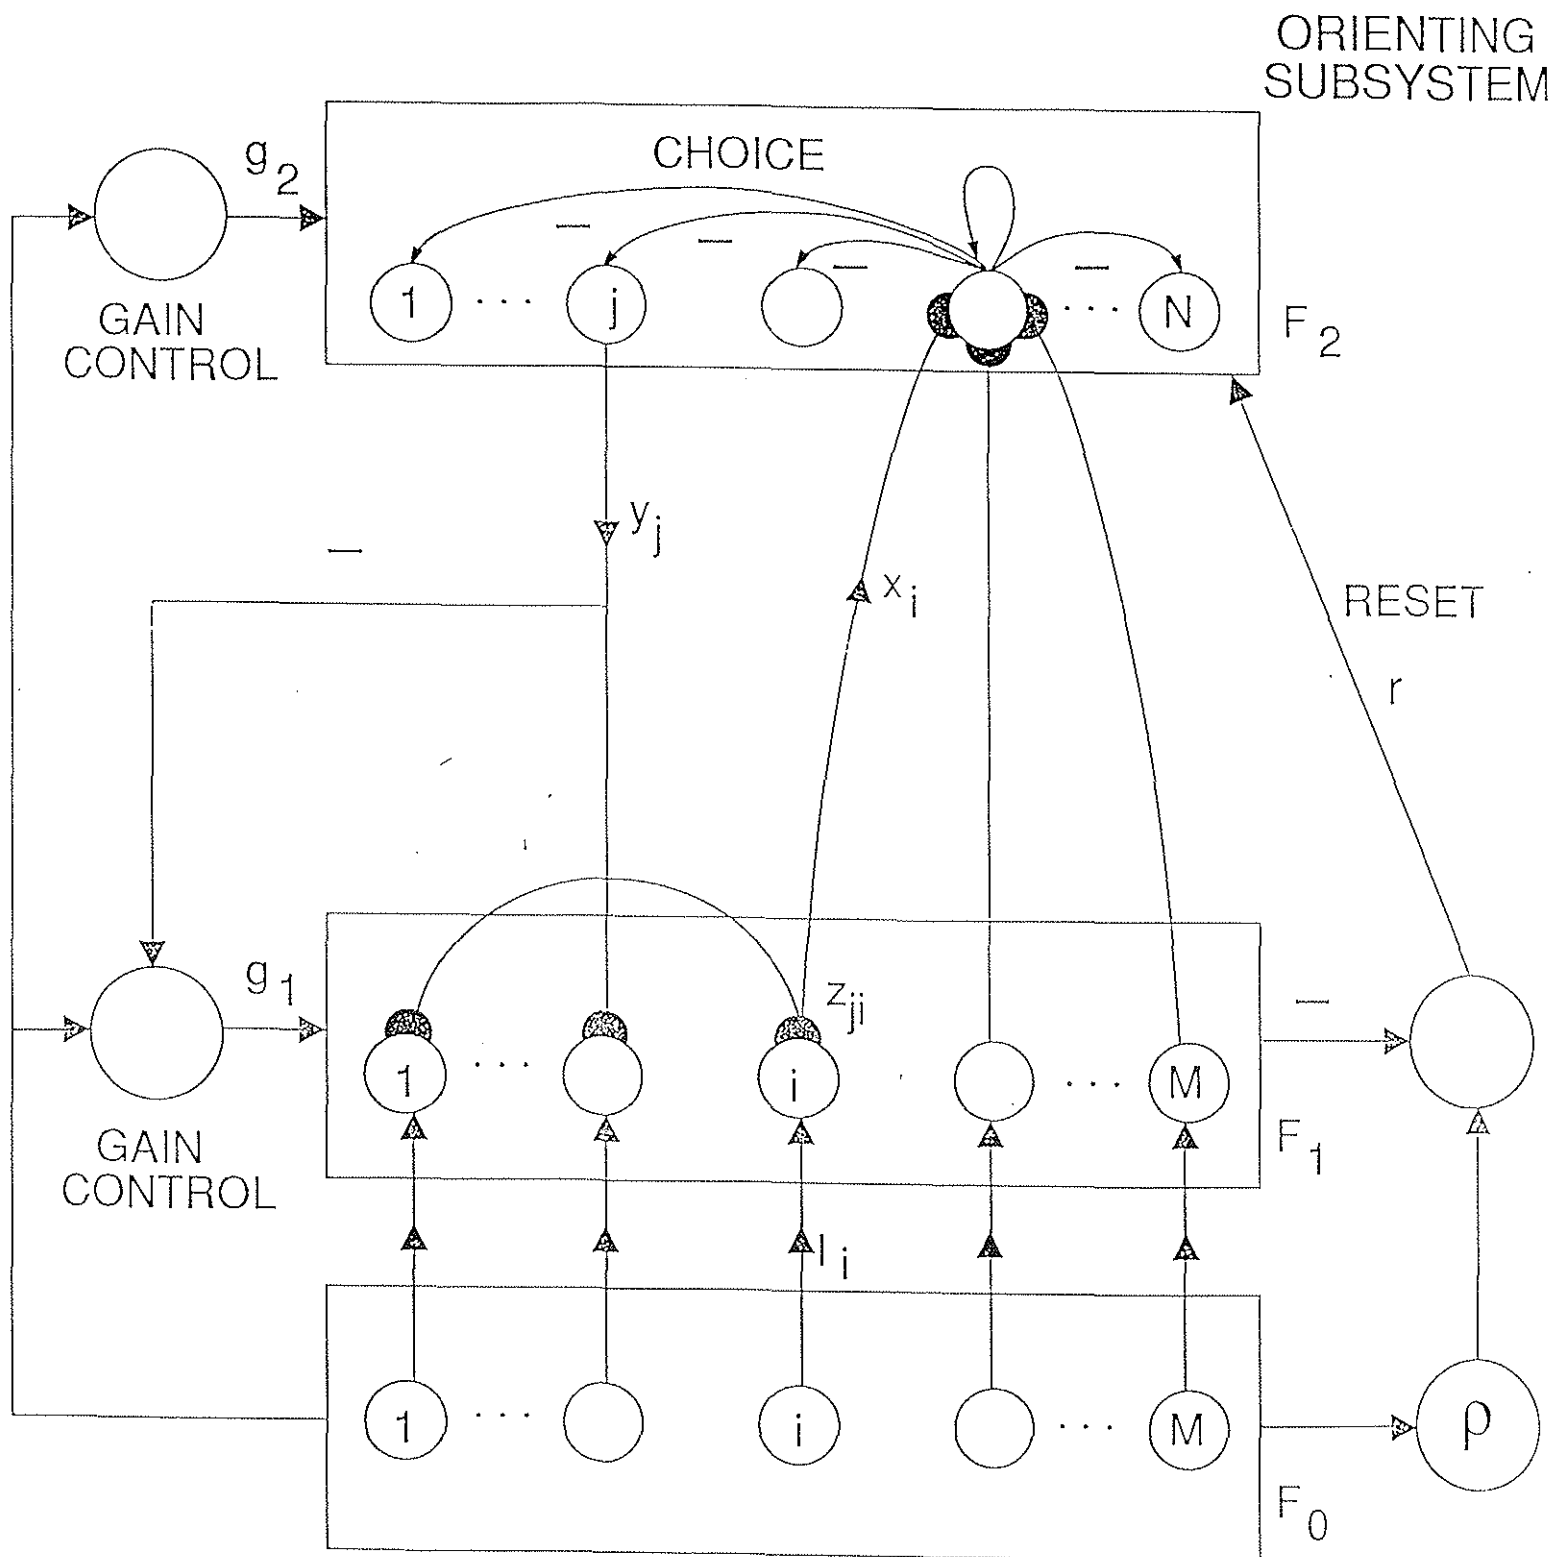 ORIENTING
SUBSYSTEM
g2
CHOICE
−
−
−
−
1 ··· j ··· N
F2
GAIN
CONTROL
yj
−
xi
RESET
r
g1
zji
−
1 ··· i ··· M
F1
GAIN
CONTROL
Ii
1 ··· i ··· M
ρ
F0